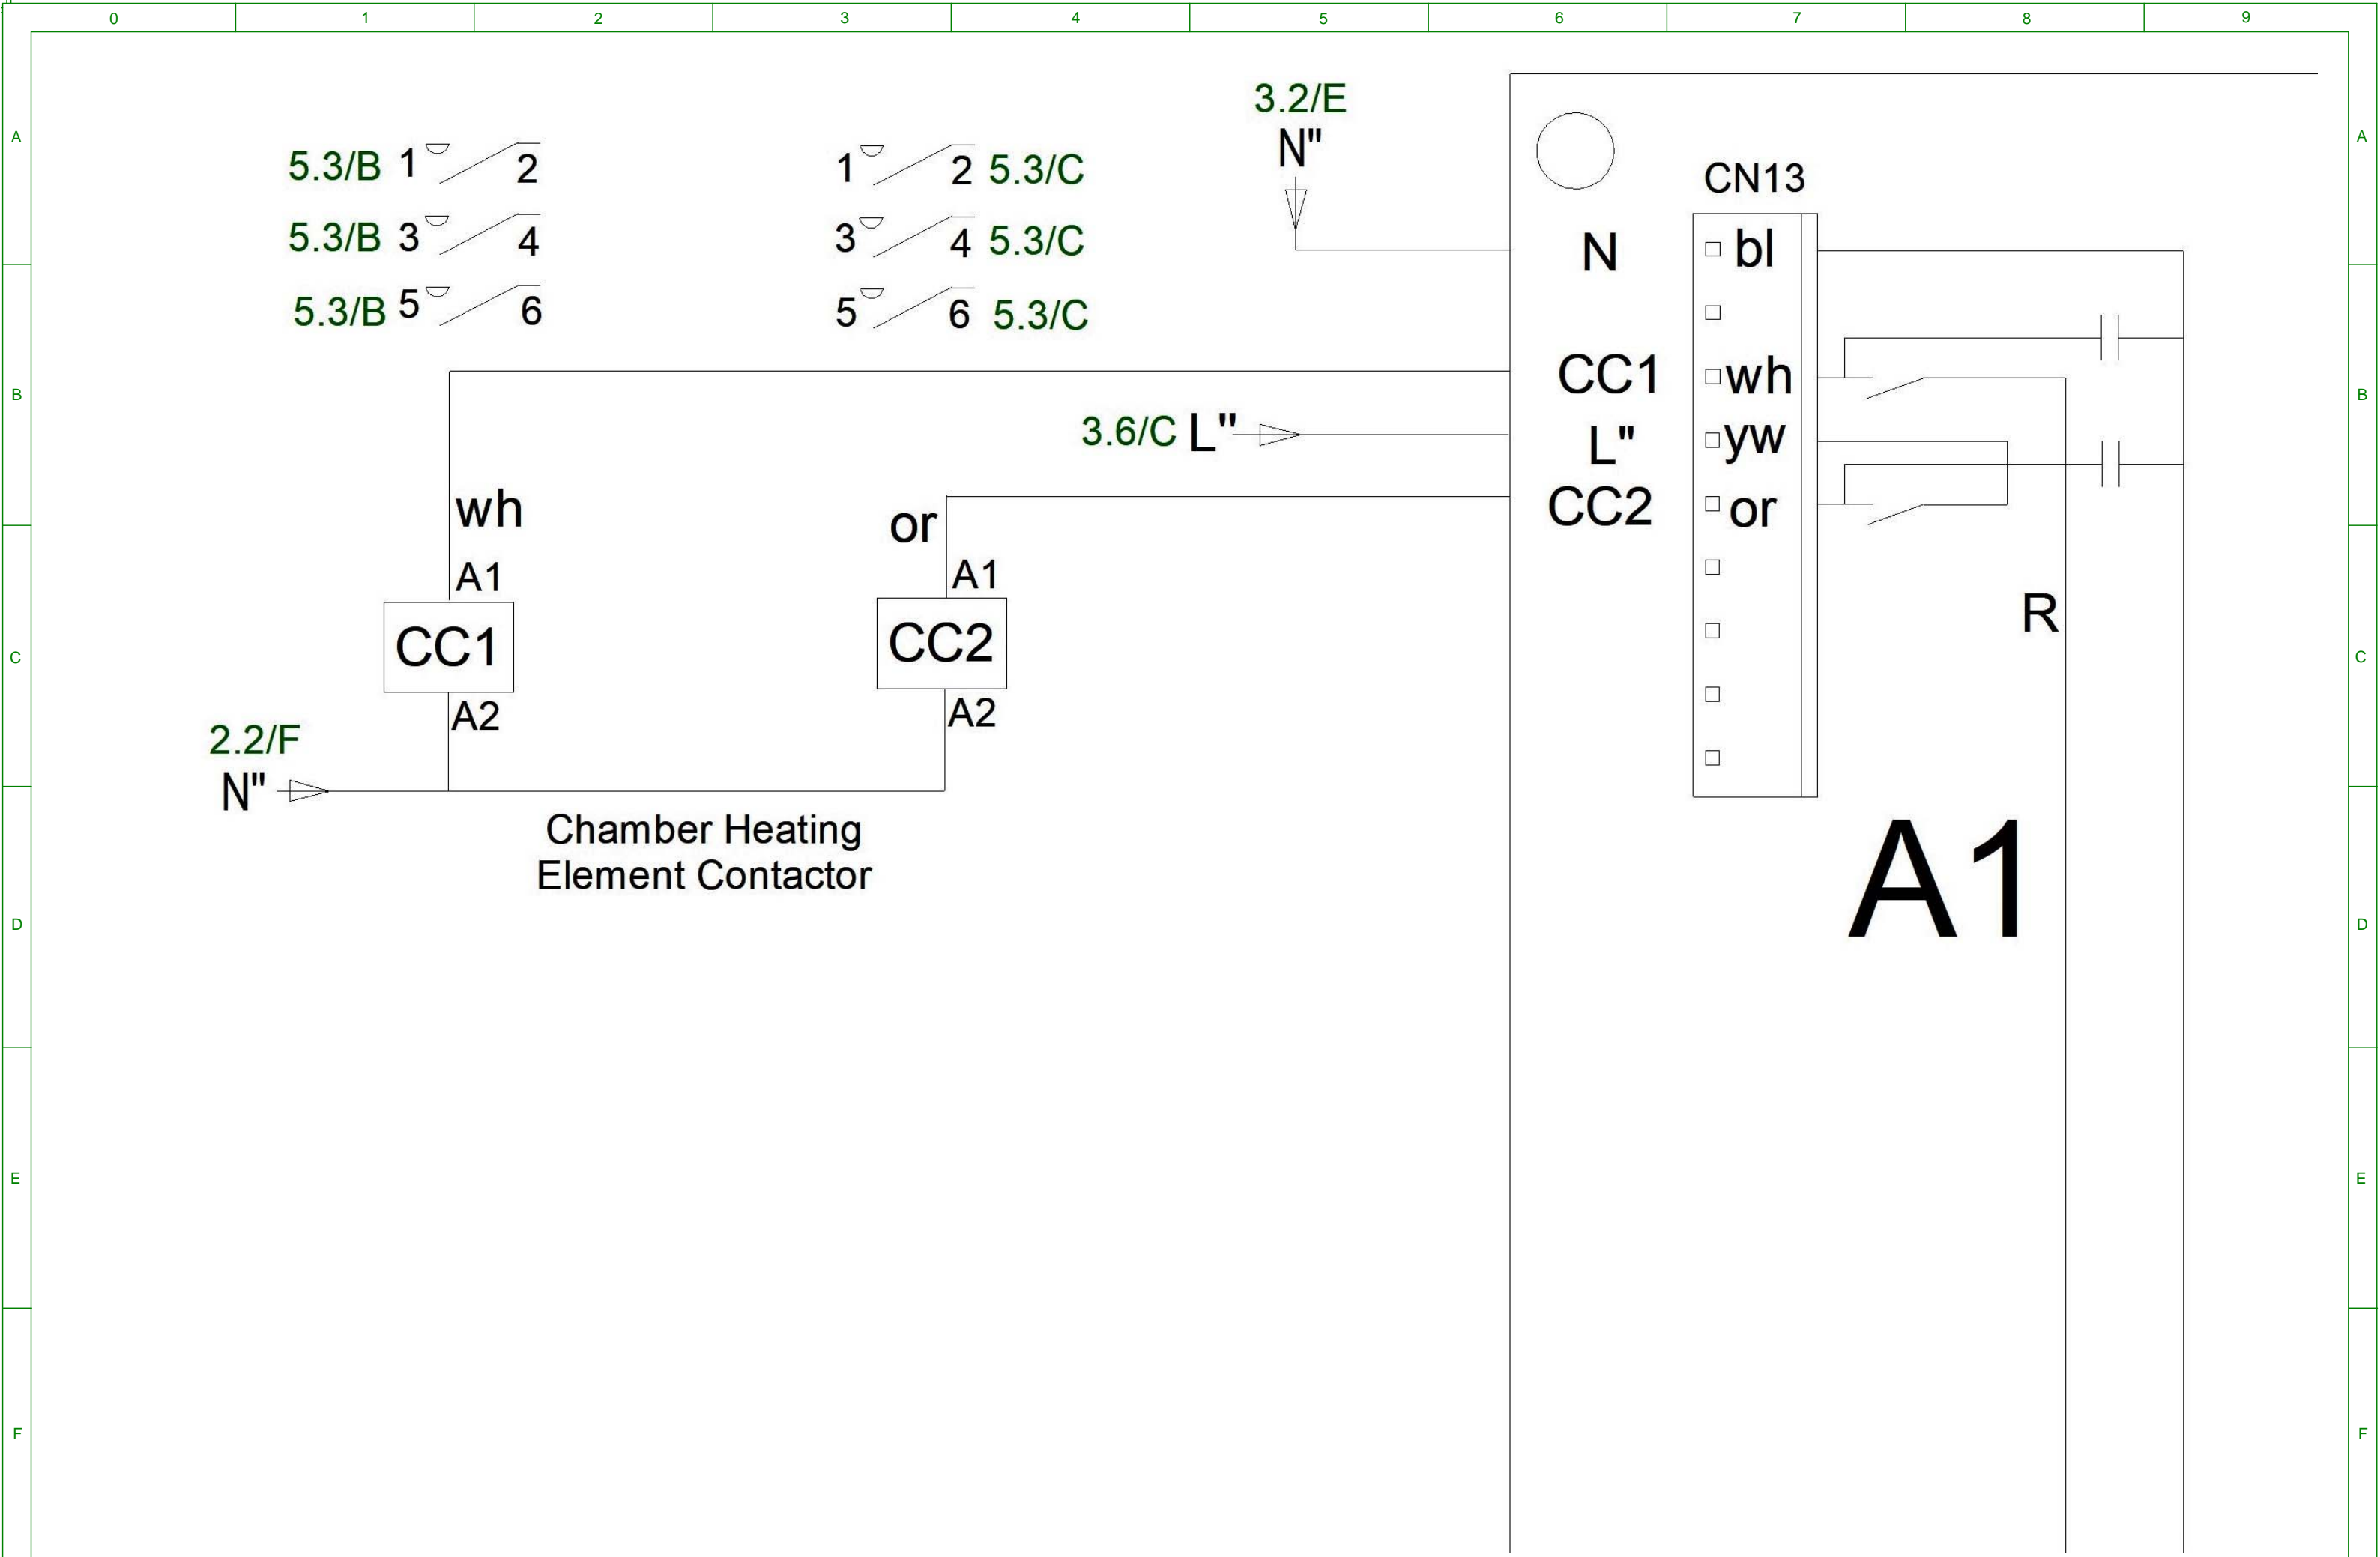 0 1 2 3 4 5 6 7 8 9
A A
B B
C C
D D
E E
F F
5.3/B 1 2
5.3/B 3 4
5.3/B 5 6
1 2 5.3/C
3 4 5.3/C
5 6 5.3/C
3.2/E
N"
CN13
N bl
CC1 wh
3.6/C L"
L" yw
CC2 or
wh
A1
CC1
A2
or
A1
CC2
A2
2.2/F
N"
Chamber Heating
Element Contactor
R
A1